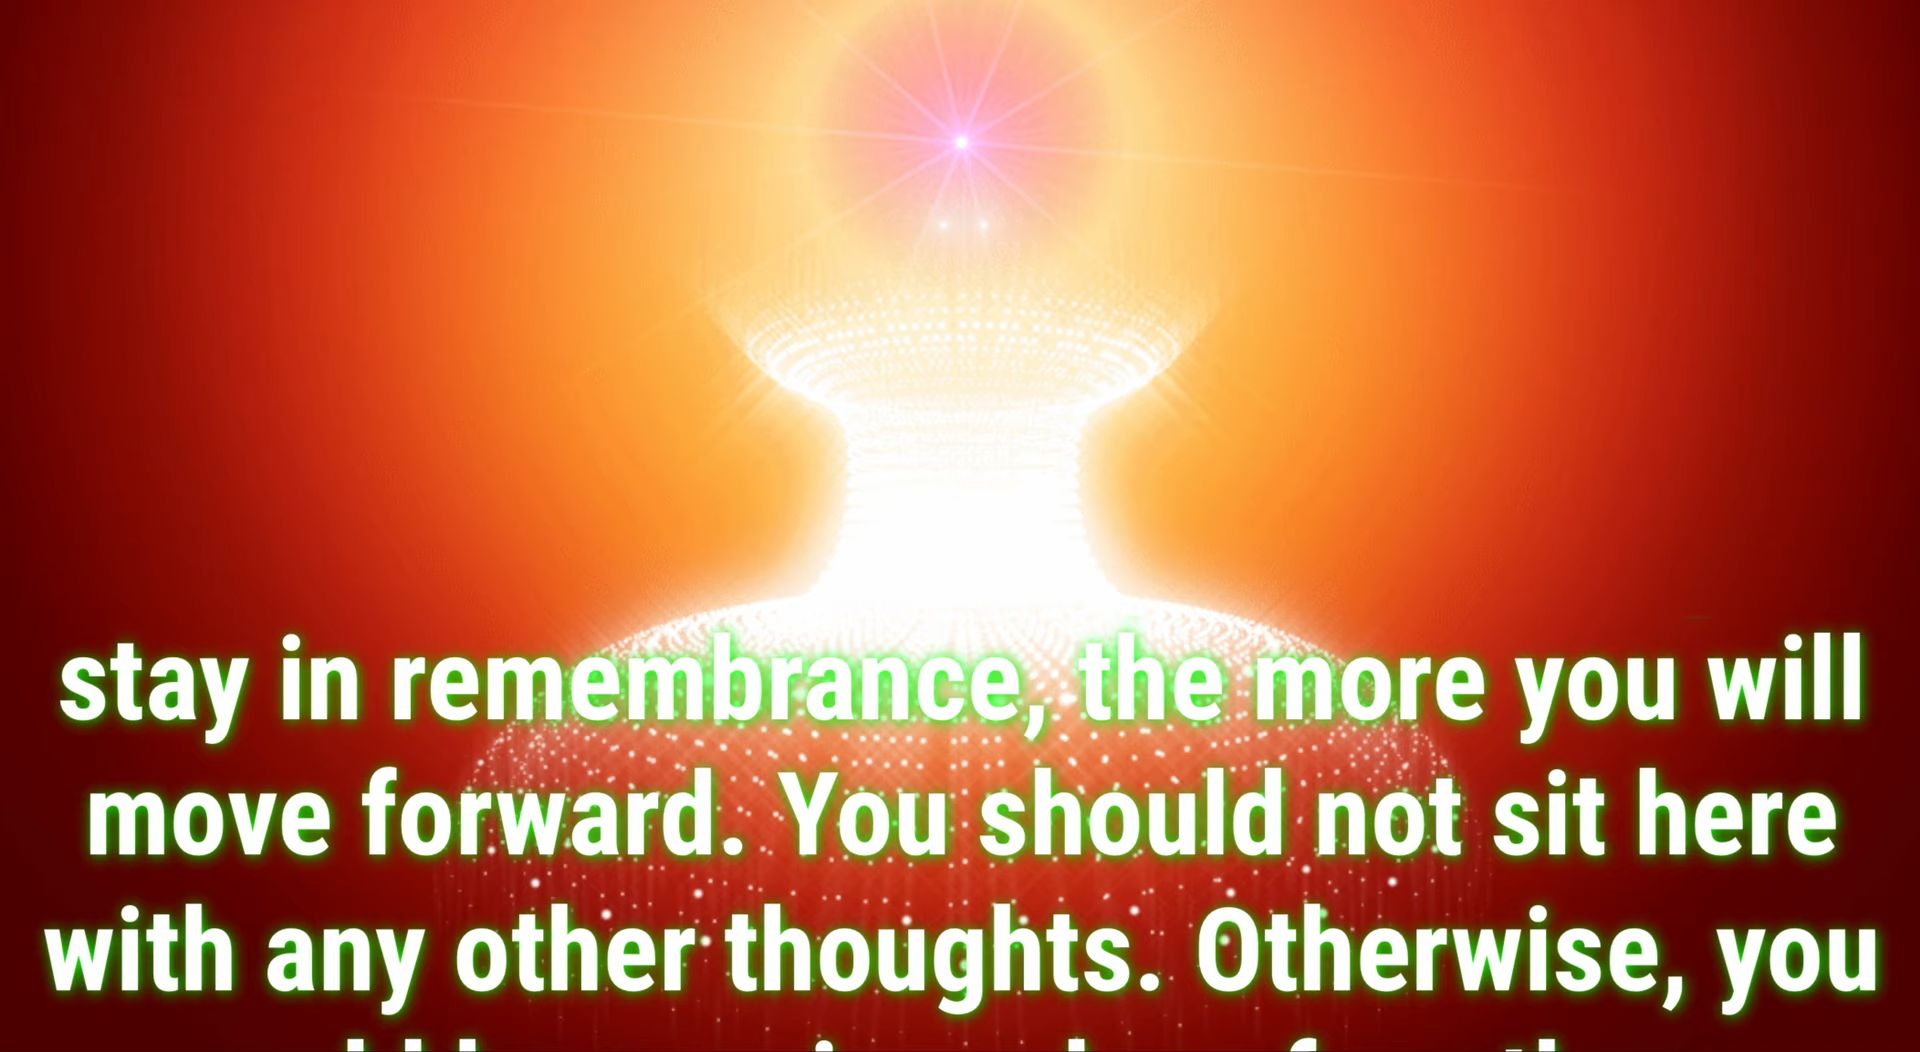 stay in remembrance, the more you will
move forward. You should not sit here
with any other thoughts. Otherwise, you